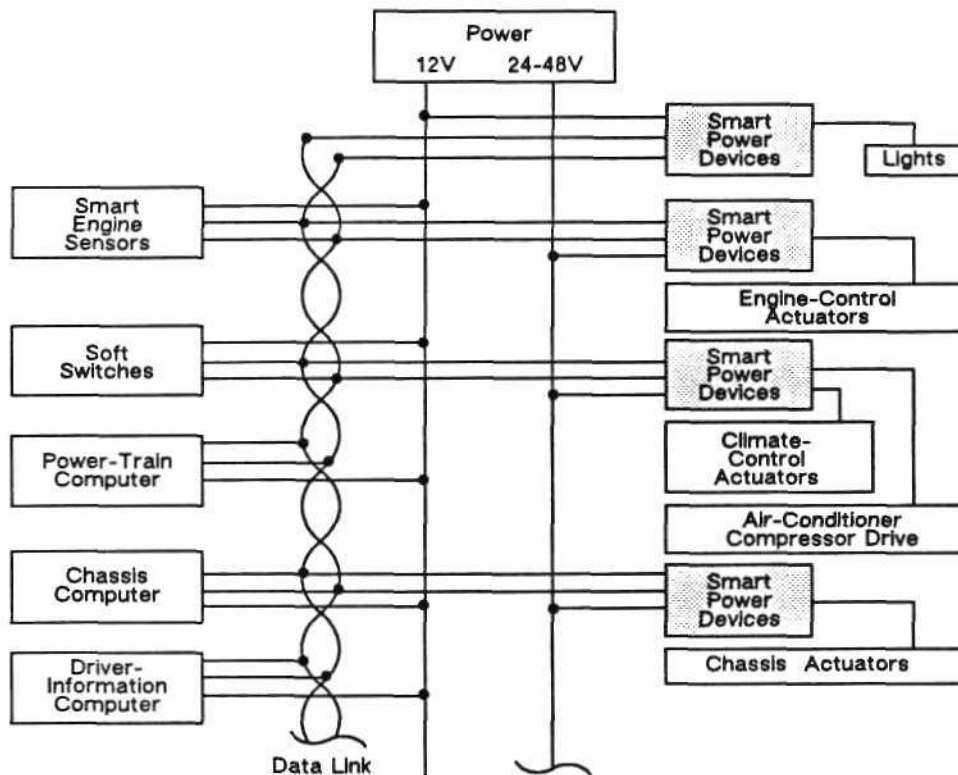 Power
12V 24-48V
Smart
Power
Devices
Lights
Smart
Engine
Sensors
Smart
Power
Devices
Engine-Control
Actuators
Soft
Switches
Smart
Power
Devices
Climate-
Control
Actuators
Power-Train
Computer
Air-Conditioner
Compressor Drive
Chassis
Computer
Smart
Power
Devices
Driver-
Information
Computer
Chassis Actuators
Data Link